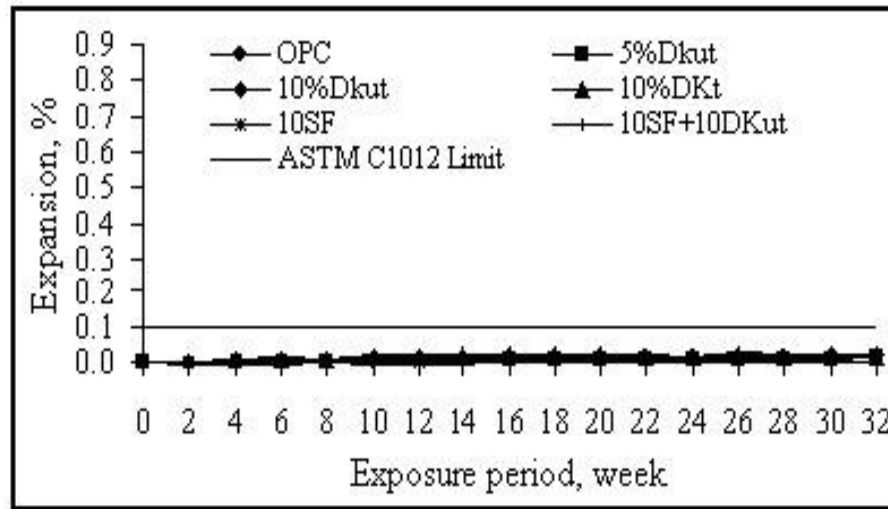 OPC 5%Dkut
10%Dkut 10%DKt
10SF 10SF+10DKut
ASTM C1012 Limit
Expansion, %
0.9
0.8
0.7
0.6
0.5
0.4
0.3
0.2
0.1
0.0
0 2 4 6 8 10 12 14 16 18 20 22 24 26 28 30 32
Exposure period, week